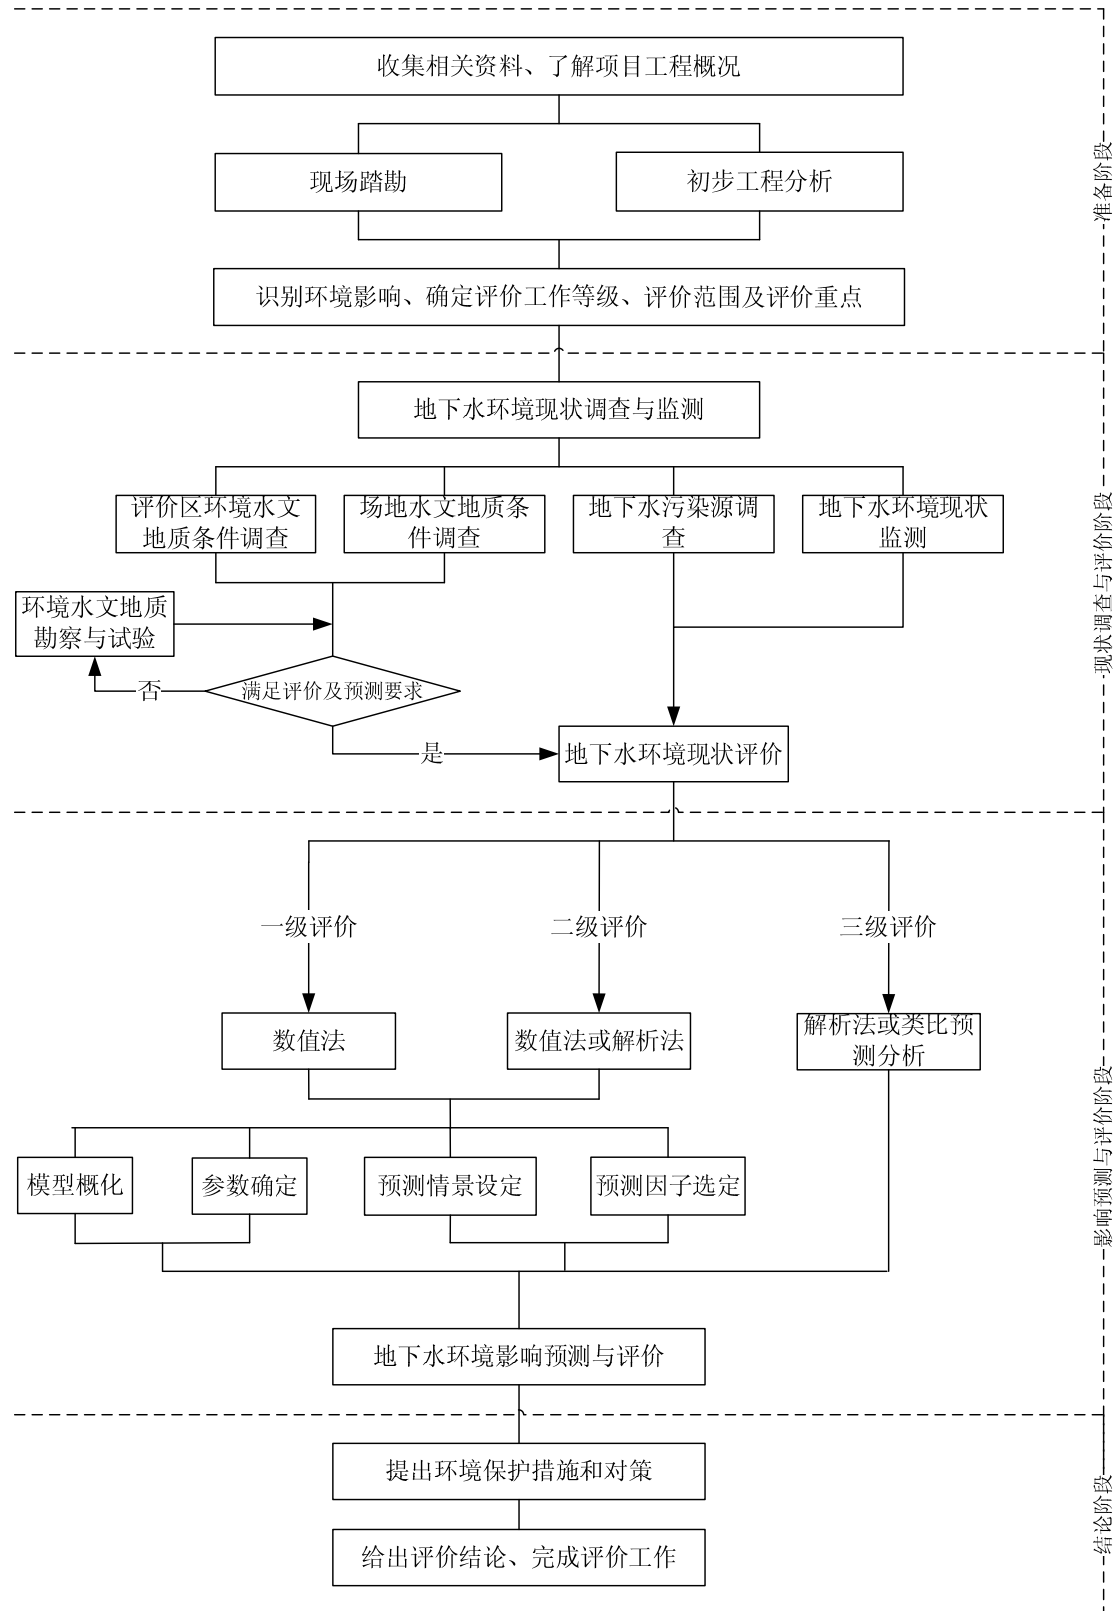 收集相关资料、了解项目工程概况
现场踏勘
初步工程分析
识别环境影响、确定评价工作等级、评价范围及评价重点
准备阶段
地下水环境现状调查与监测
评价区环境水文
地质条件调查
场地水文地质条
件调查
地下水污染源调
查
地下水环境现状
监测
环境水文地质
勘察与试验
满足评价及预测要求
否
是
地下水环境现状评价
现状调查与评价阶段
一级评价
二级评价
三级评价
数值法
数值法或解析法
解析法或类比预
测分析
模型概化
参数确定
预测情景设定
预测因子选定
地下水环境影响预测与评价
影响预测与评价阶段
提出环境保护措施和对策
给出评价结论、完成评价工作
结论阶段